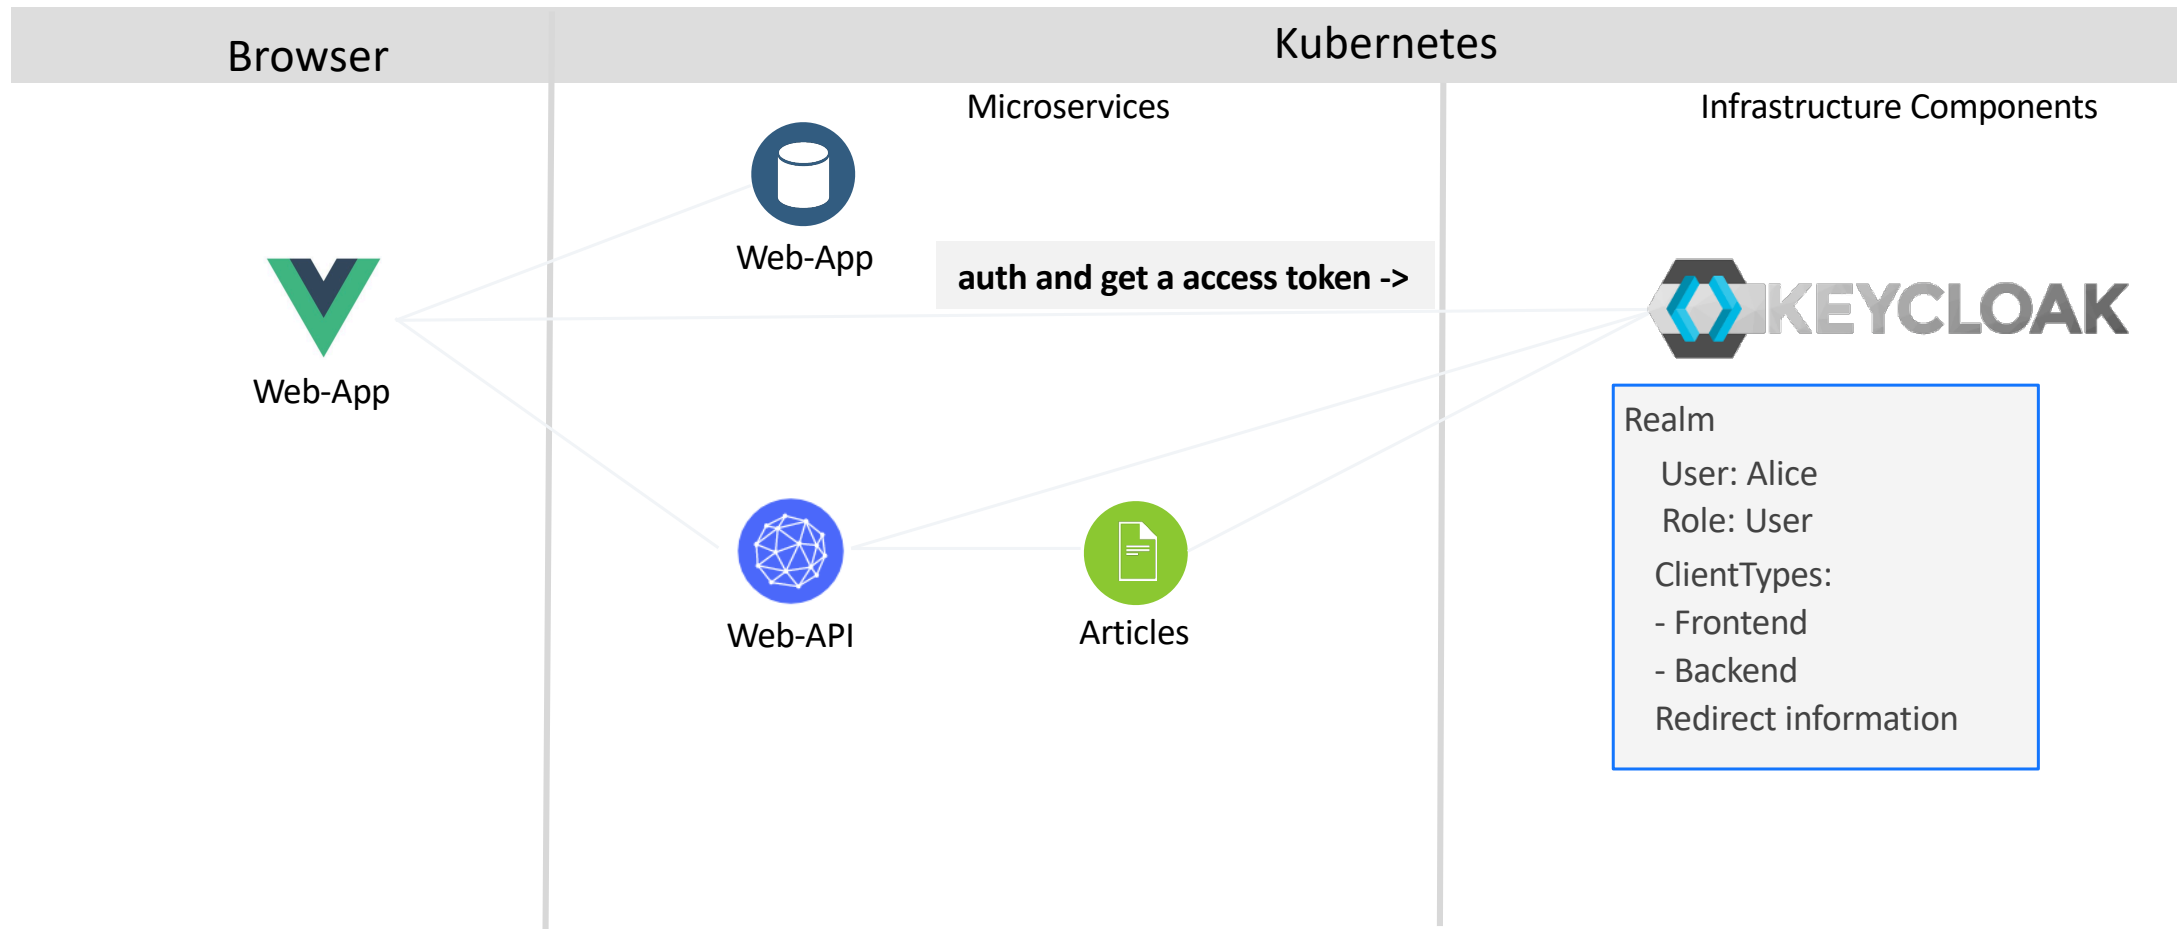 Browser
Kubernetes
Microservices
Infrastructure Components
Web-App
auth and get a access token ->
KEYCLOAK
Web-App
Realm
User: Alice
Role: User
ClientTypes:
- Frontend
- Backend
Redirect information
Web-API
Articles